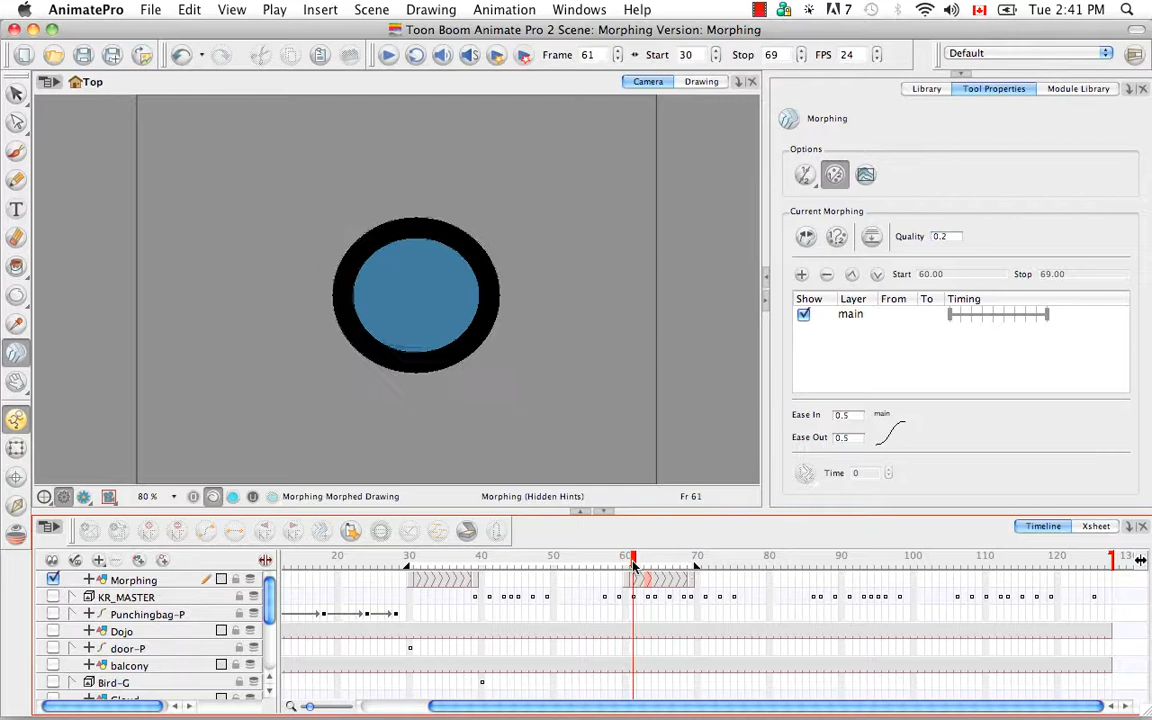 AnimatePro File Edit View Play Insert Scene Drawing Animation Windows Help 7 Tue 2:41 PM
Toon Boom Animate Pro 2 Scene: Morphing Version: Morphing
Frame 61 Start 30 Stop 69 FPS 24 Default
Top Camera Drawing Library Tool Properties Module Library
Morphing
Options
Current Morphing
Quality 0.2
Start 60.00 Stop 69.00
Show Layer From To Timing
main
Ease In 0.5 main
Ease Out 0.5
Time 0
80 % Morphing Morphed Drawing Morphing (Hidden Hints) Fr 61
Timeline Xsheet
20 30 40 50 60 70 80 90 100 110 120 130
Morphing
KR_MASTER
Punchingbag-P
Dojo
door-P
balcony
Bird-G
Cloud